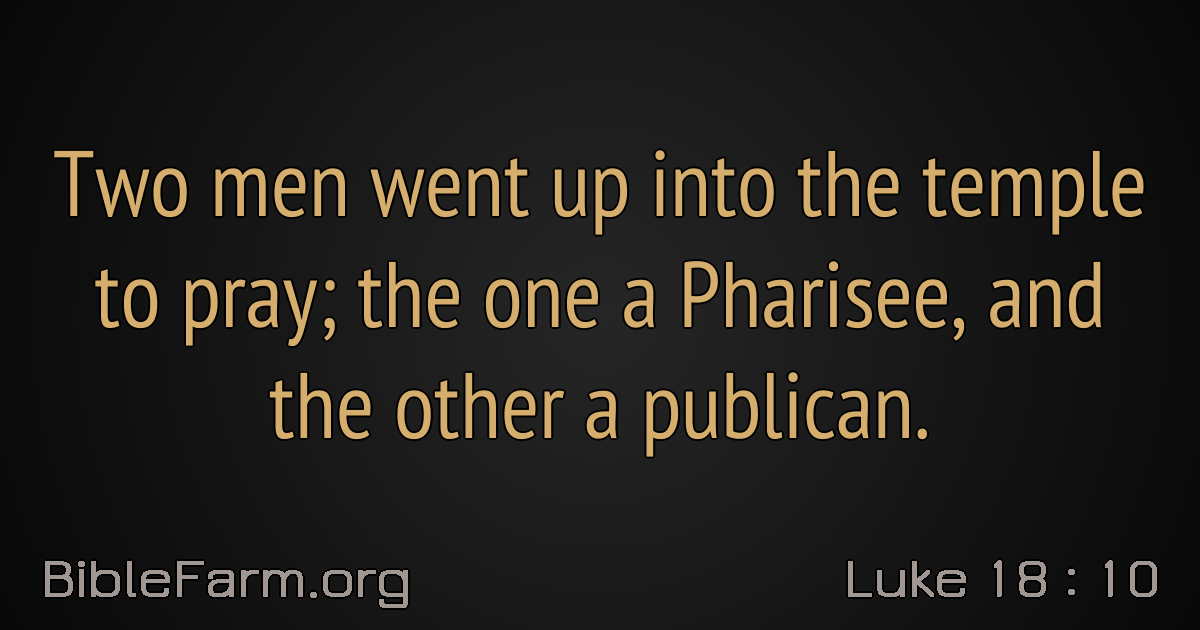 Two men went up into the temple
to pray; the one a Pharisee, and
the other a publican.
BibleFarm.org
Luke 18 : 10